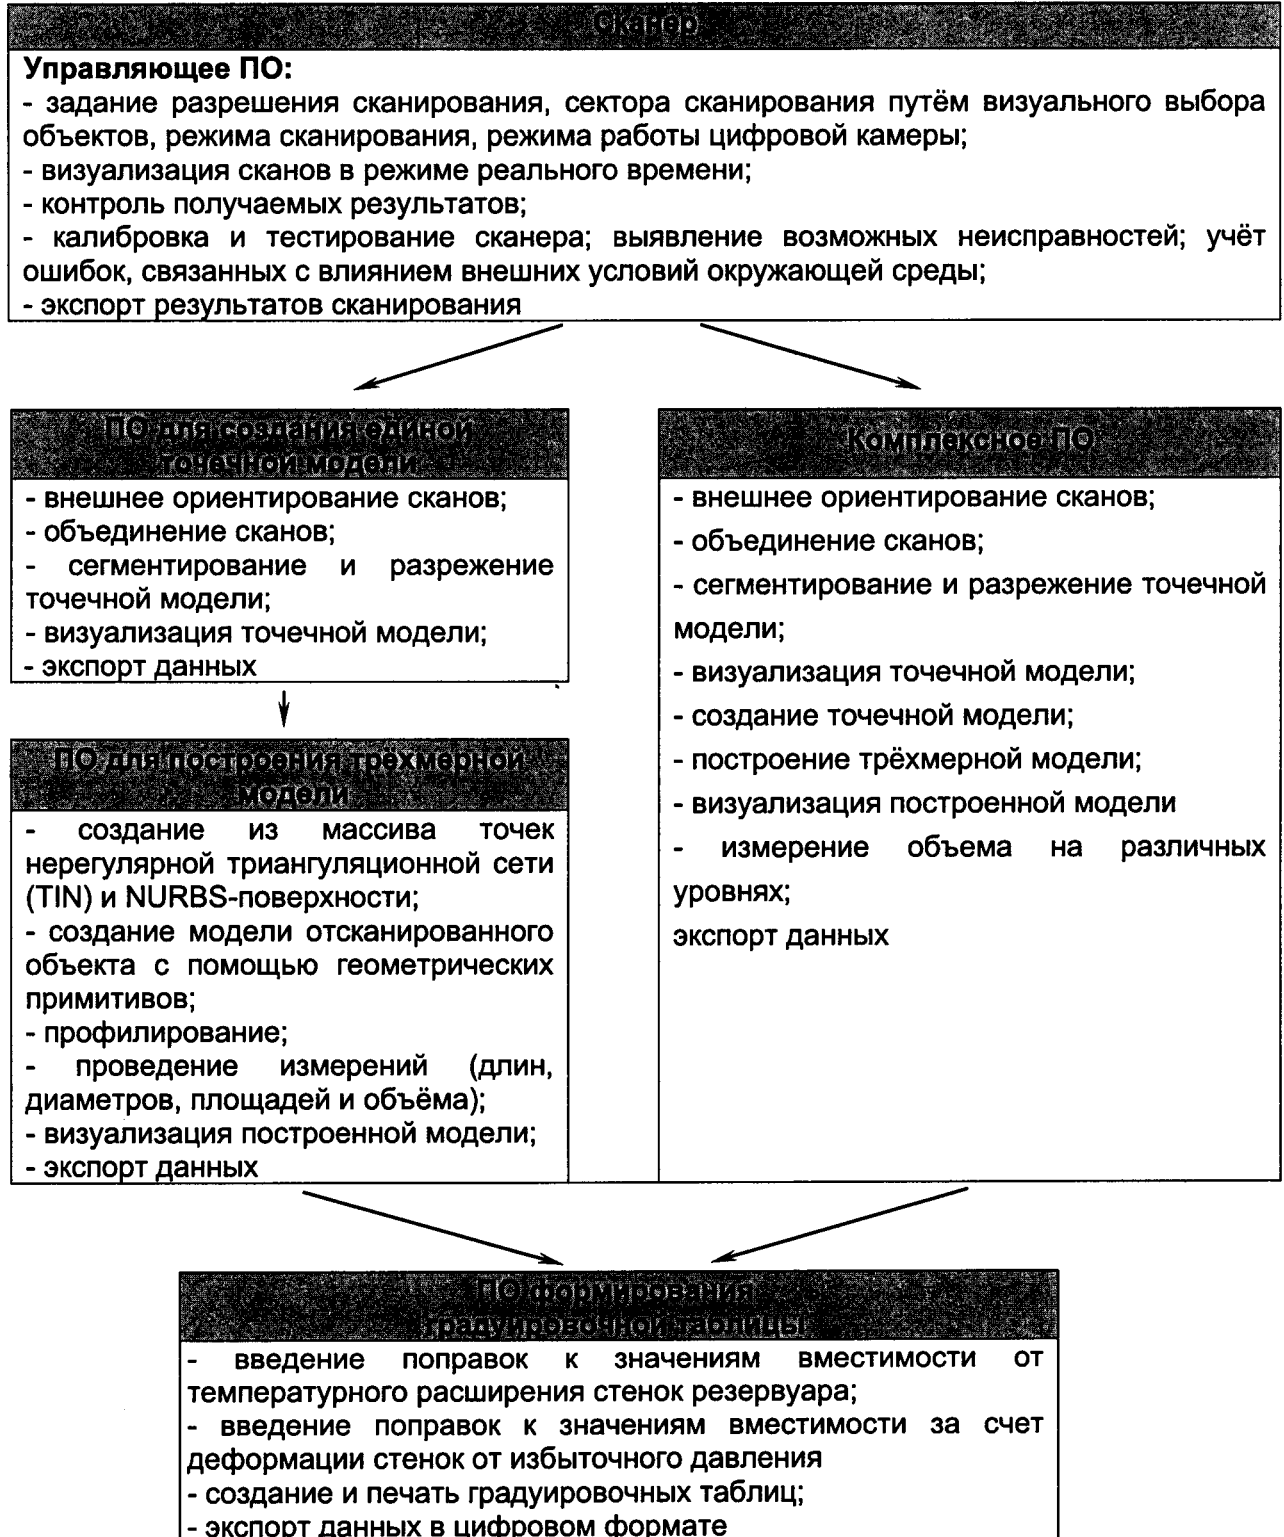 Сканер
Управляющее ПО:
- задание разрешения сканирования, сектора сканирования путём визуального выбора
объектов, режима сканирования, режима работы цифровой камеры;
- визуализация сканов в режиме реального времени;
- контроль получаемых результатов;
- калибровка и тестирование сканера; выявление возможных неисправностей; учёт
ошибок, связанных с влиянием внешних условий окружающей среды;
- экспорт результатов сканирования
ПО для создания единой
точечной модели
- внешнее ориентирование сканов;
- объединение сканов;
- сегментирование и разрежение
точечной модели;
- визуализация точечной модели;
- экспорт данных
ПО для построения трёхмерной
модели
- создание из массива точек
нерегулярной триангуляционной сети
(TIN) и NURBS-поверхности;
- создание модели отсканированного
объекта с помощью геометрических
примитивов;
- профилирование;
- проведение измерений (длин,
диаметров, площадей и объёма);
- визуализация построенной модели;
- экспорт данных
Комплексное ПО
- внешнее ориентирование сканов;
- объединение сканов;
- сегментирование и разрежение точечной
модели;
- визуализация точечной модели;
- создание точечной модели;
- построение трёхмерной модели;
- визуализация построенной модели
- измерение объема на различных
уровнях;
экспорт данных
ПО формирования
градуировочной таблицы
- введение поправок к значениям вместимости от
температурного расширения стенок резервуара;
- введение поправок к значениям вместимости за счет
деформации стенок от избыточного давления
- создание и печать градуировочных таблиц;
- экспорт данных в цифровом формате